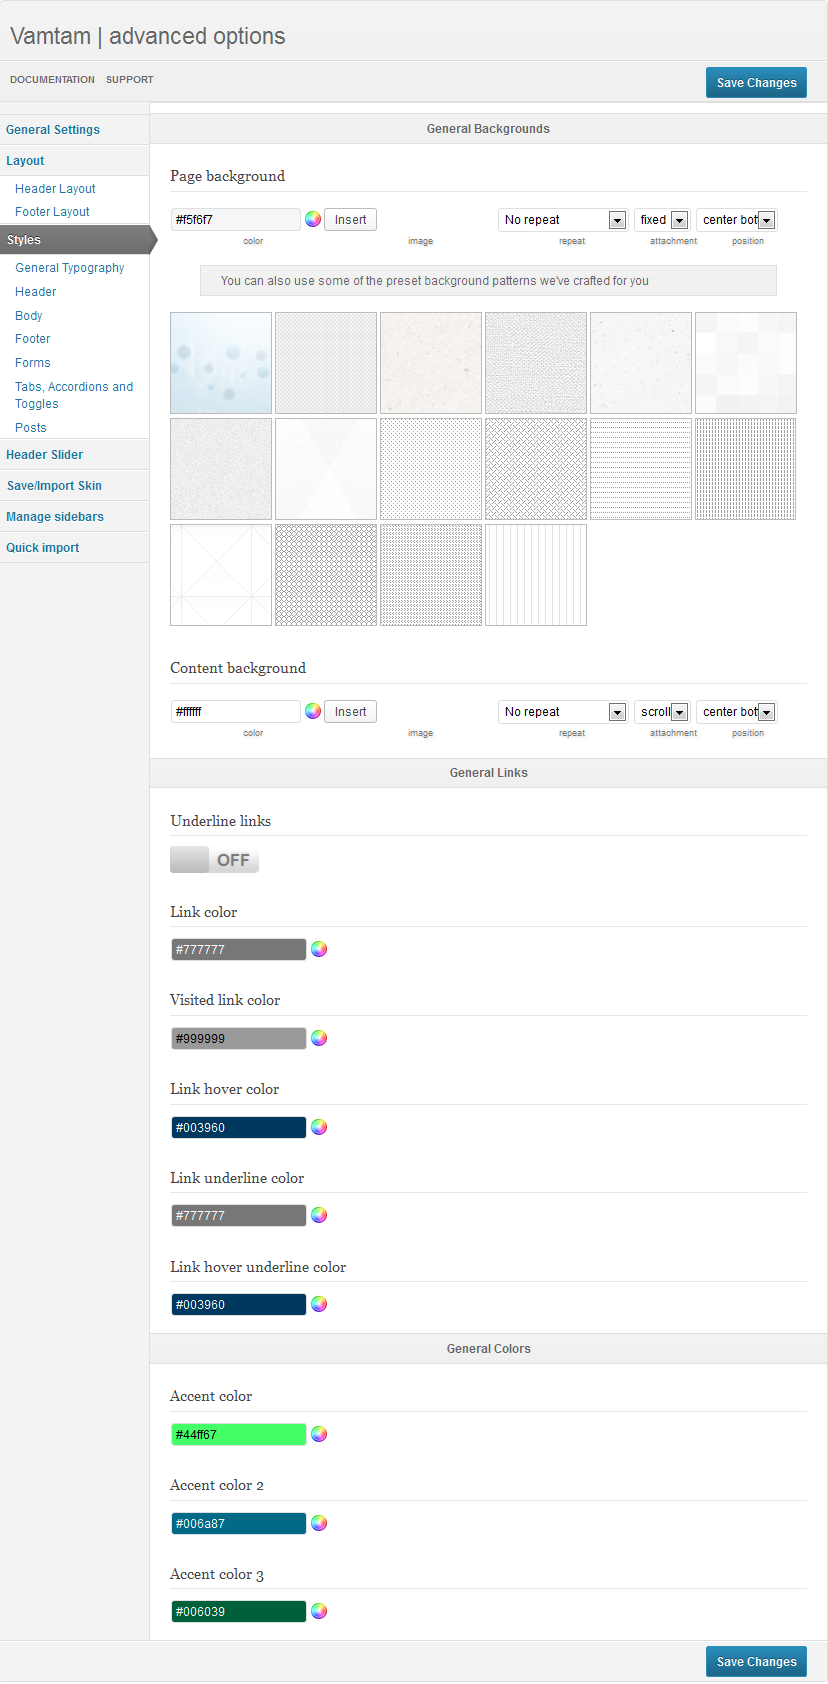 Vamtam | advanced options
DOCUMENTATION SUPPORT
Save Changes
General Settings
Layout
Header Layout
Footer Layout
Styles
General Typography
Header
Body
Footer
Forms
Tabs, Accordions and
Toggles
Posts
Header Slider
Save/Import Skin
Manage sidebars
Quick import
General Backgrounds
Page background
#f5f6f7 Insert No repeat fixed center bot
color image repeat attachment position
You can also use some of the preset background patterns we've crafted for you
Content background
#ffffff Insert No repeat scroll center bot
color image repeat attachment position
General Links
Underline links
OFF
Link color
#777777
Visited link color
#999999
Link hover color
#003960
Link underline color
#777777
Link hover underline color
#003960
General Colors
Accent color
#44ff67
Accent color 2
#006a87
Accent color 3
#006039
Save Changes